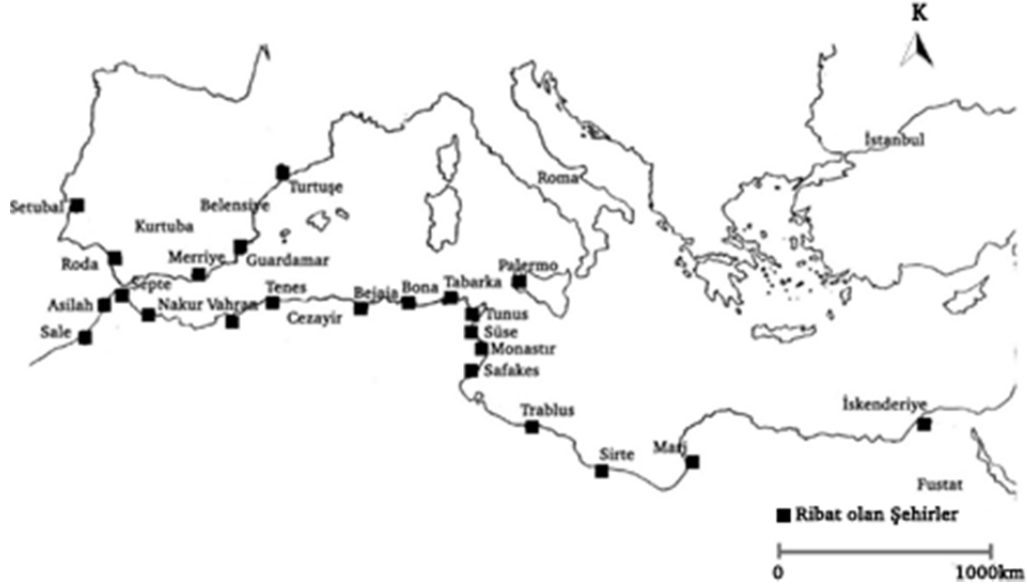 K
İstanbul
Roma
Turtuşe
Belensiye
Setubal
Kurtuba
Merriye
Guardamar
Roda
Palermo
Septe
Tenes
Bejaia
Bona
Tabarka
Asilah
Nakur
Vahran
Cezayir
Tunus
Sale
Süse
Monastır
Safakes
Trablus
İskenderiye
Sirte
Marj
Fustat
Ribat olan Şehirler
0
1000km